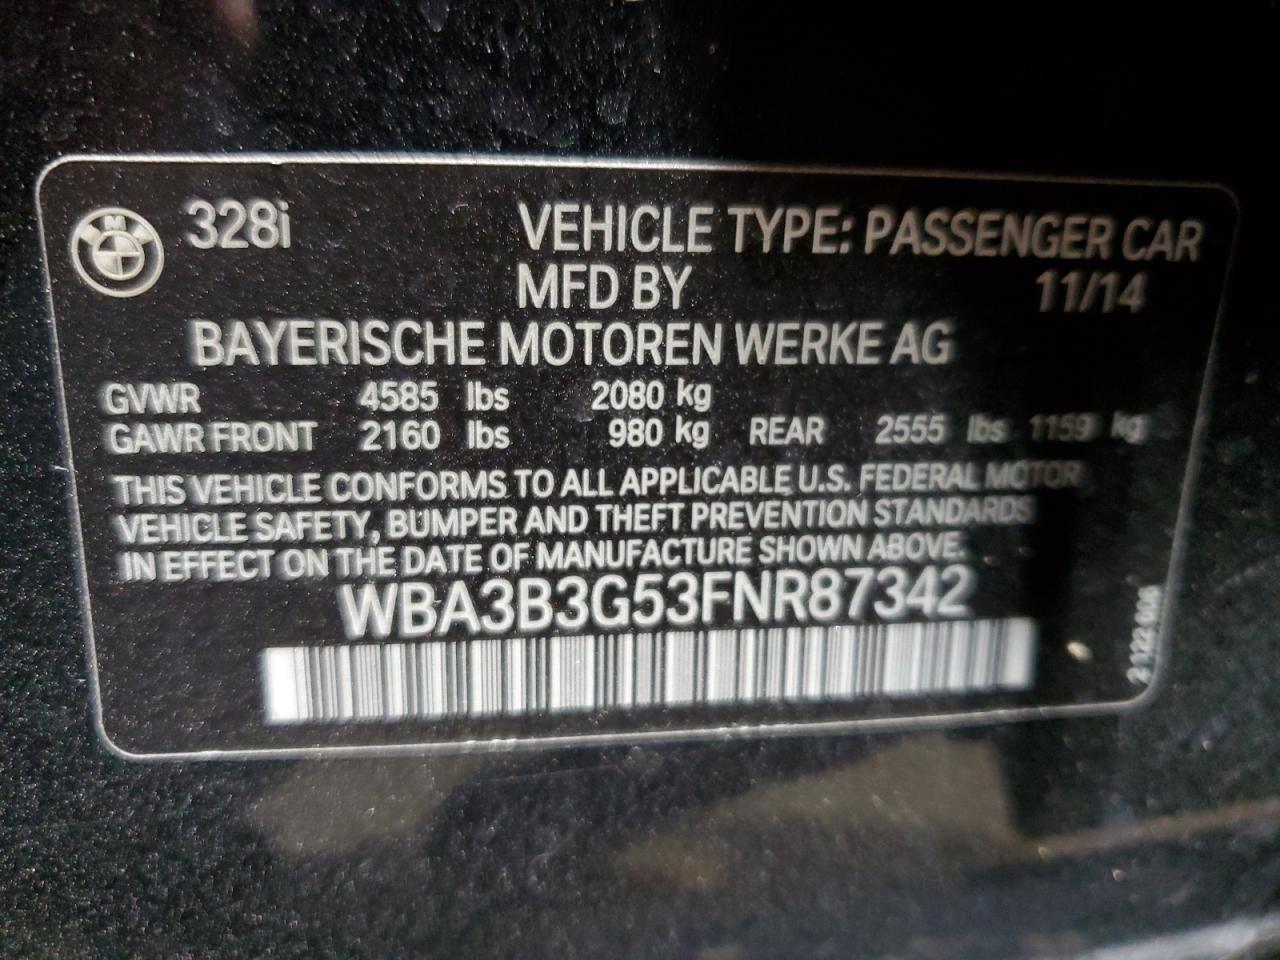 328i VEHICLE TYPE: PASSENGER CAR
MFD BY 11/14
BAYERISCHE MOTOREN WERKE AG
GVWR 4585 lbs 2080 kg
GAWR FRONT 2160 lbs 980 kg REAR 2555 lbs 1159 kg
THIS VEHICLE CONFORMS TO ALL APPLICABLE U.S. FEDERAL MOTOR
VEHICLE SAFETY, BUMPER AND THEFT PREVENTION STANDARDS
IN EFFECT ON THE DATE OF MANUFACTURE SHOWN ABOVE.
WBA3B3G53FNR87342